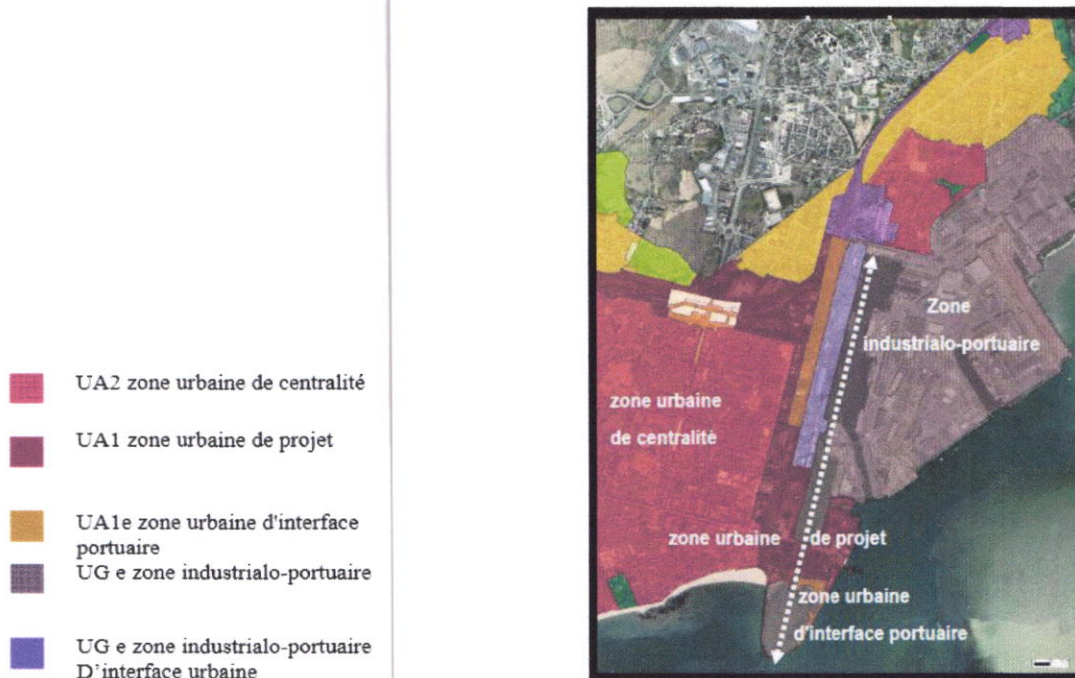 UA2 zone urbaine de centralité
UA1 zone urbaine de projet
UA1e zone urbaine d'interface
portuaire
UG e zone industrialo-portuaire
UG e zone industrialo-portuaire
D'interface urbaine
Zone
industrialo-portuaire
zone urbaine
de centralité
zone urbaine de projet
zone urbaine
d'interface portuaire